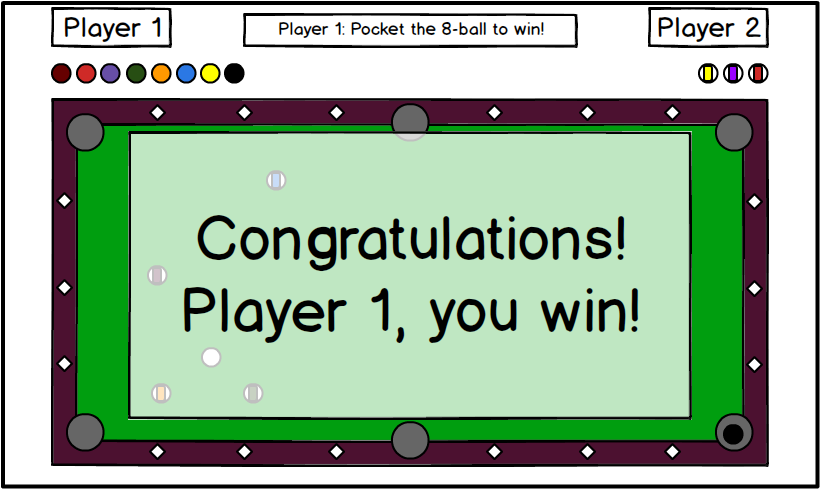 Player 1
Player 1: Pocket the 8-ball to win!
Player 2
Congratulations!
Player 1, you win!